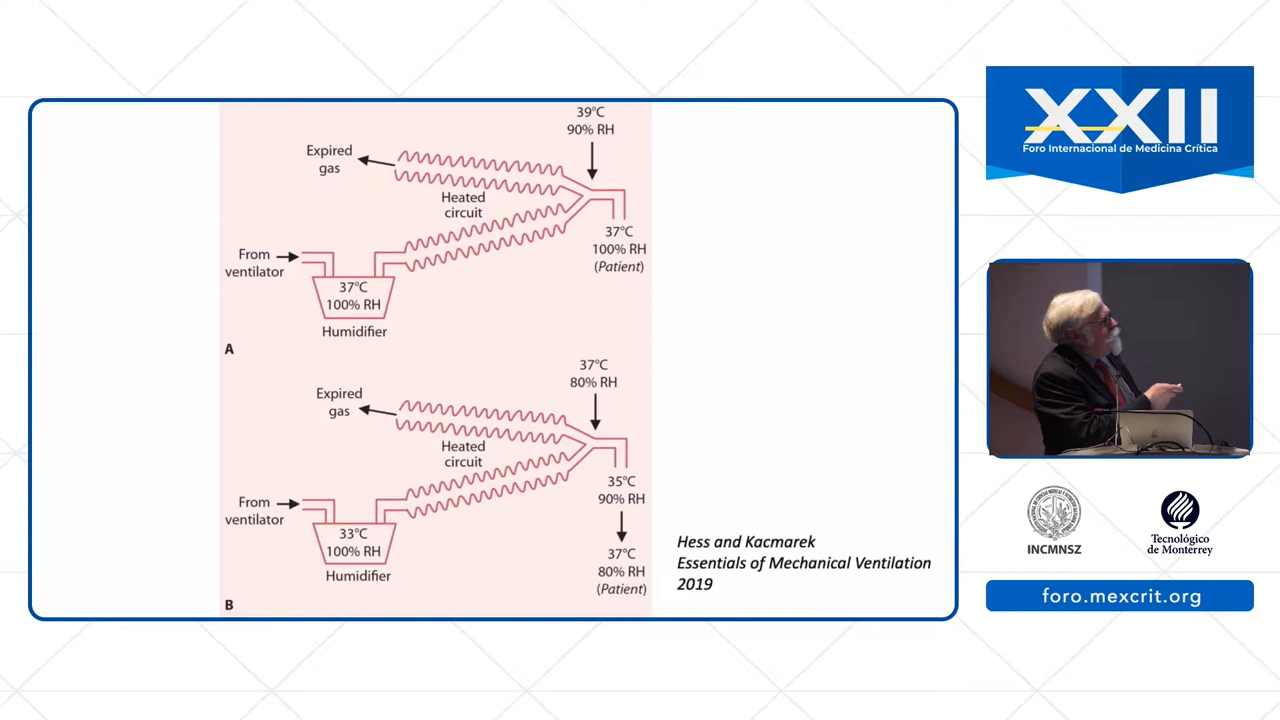 39°C
90% RH
Expired
gas
Heated
circuit
37°C
100% RH
(Patient)
From
ventilator
37°C
100% RH
Humidifier
A
37°C
80% RH
Expired
gas
Heated
circuit
35°C
90% RH
From
ventilator
33°C
100% RH
37°C
80% RH
(Patient)
Humidifier
B
Hess and Kacmarek
Essentials of Mechanical Ventilation
2019
XXII
Foro Internacional de Medicina Crítica
INCMNSZ
Tecnológico
de Monterrey
foro.mexcrit.org